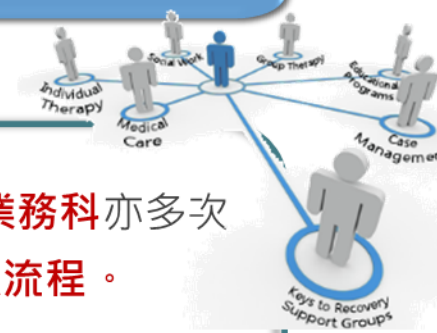 Social Work
Group Therapy
Individual
Therapy
Educational
Programs
Medical
Care
Case
Management
業務科亦多次
流程。
Keys to Recovery
Support Groups